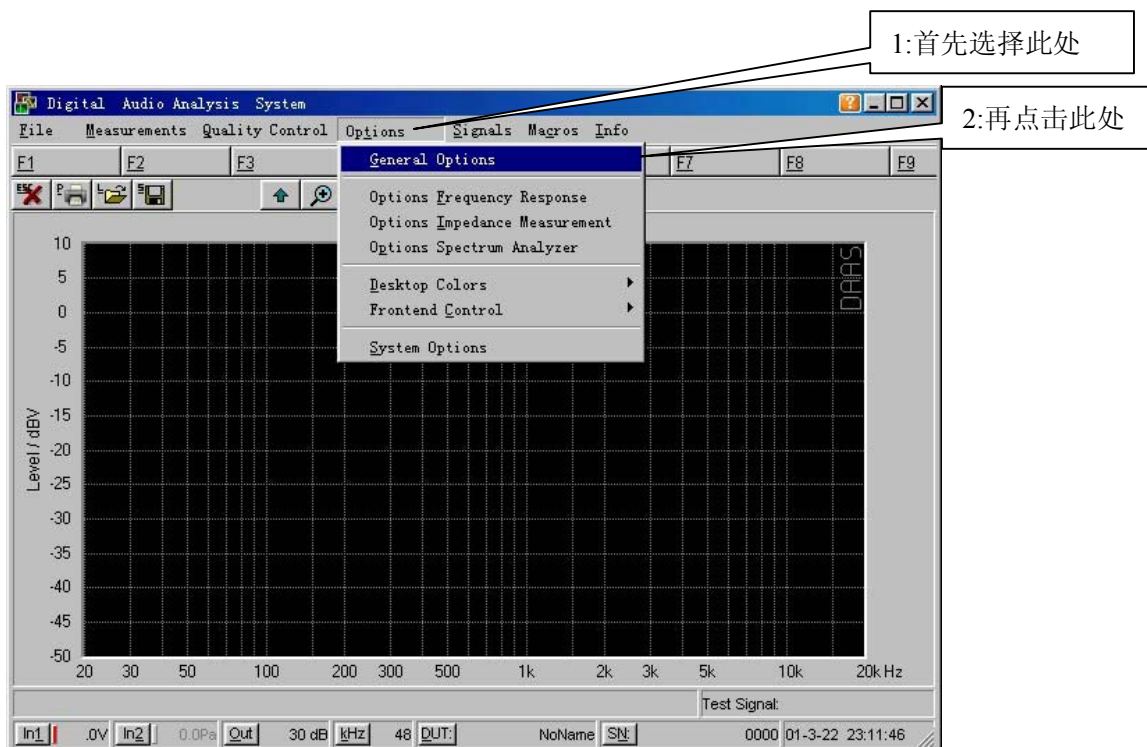 1:首先选择此处
Digital Audio Analysis System
2:再点击此处
File Measurements Quality Control Options Signals Macros Info
F1 F2 F3 F7 F8 F9
General Options
ESC P L S
Options Frequency Response
Options Impedance Measurement
Options Spectrum Analyzer
Desktop Colors
Frontend Control
System Options
DAAS
Level / dBV
10
5
0
-5
-10
-15
-20
-25
-30
-35
-40
-45
-50
20 30 50 100 200 300 500 1k 2k 3k 5k 10k 20k Hz
Test Signal:
In1 .0V In2 0.0Pa Out 30 dB kHz 48 DUT: NoName SN: 0000 01-3-22 23:11:46